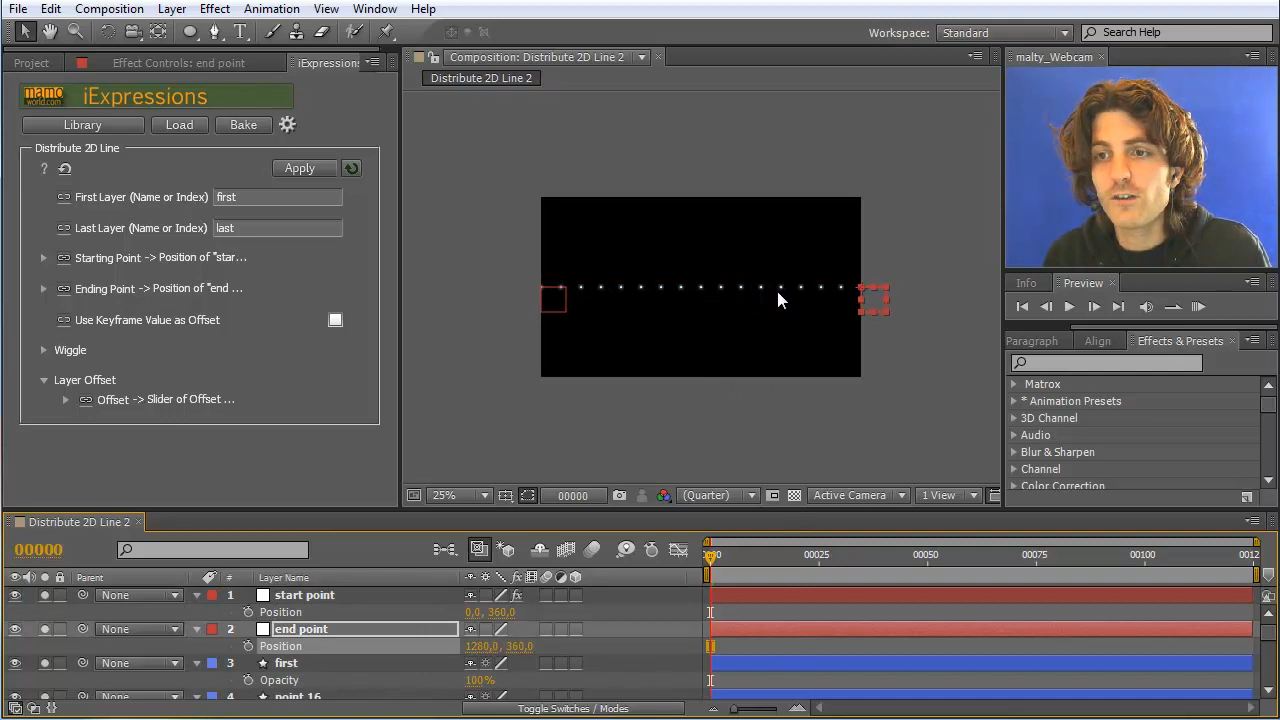 File Edit Composition Layer Effect Animation View Window Help
Workspace: Standard Search Help
Project Effect Controls: end point iExpressions
Composition: Distribute 2D Line 2
malty_Webcam
Distribute 2D Line 2
mamo world.com iExpressions
Library Load Bake
Distribute 2D Line
? Apply
First Layer (Name or Index) first
Last Layer (Name or Index) last
Starting Point -> Position of "star...
Ending Point -> Position of "end ...
Use Keyframe Value as Offset
Wiggle
Layer Offset
Offset -> Slider of Offset ...
Info Preview
Paragraph Align Effects & Presets
Matrox
* Animation Presets
3D Channel
Audio
Blur & Sharpen
Channel
Color Correction
25% 00000 (Quarter) Active Camera 1 View
Distribute 2D Line 2
00000
00025 00050 00075 00100 0012
Parent # Layer Name
None 1 start point
Position 0,0, 360,0
None 2 end point
Position 1280,0, 360,0
None 3 first
Opacity 100%
None 4 point 16
Toggle Switches / Modes